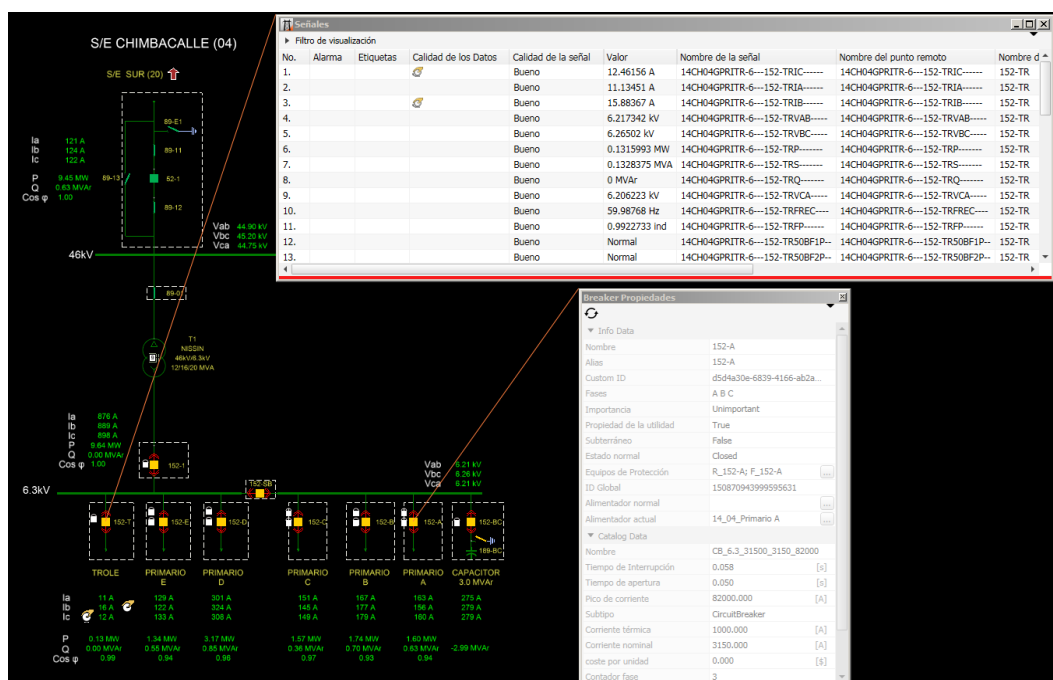 S/E CHIMBACALLE (04)
S/E SUR (20)
89-E1
89-11
89-13
52-1
89-12
Ia 121 A
Ib 124 A
Ic 122 A
P 9.45 MW
Q 0.63 MVAr
Cos φ 1.00
Vab 44.90 kV
Vbc 45.20 kV
Vca 44.75 kV
46kV
T1
NISSIN
46kV/6.3kV
12/16/20 MVA
Ia 876 A
Ib 889 A
Ic 898 A
P 9.64 MW
Q 0.00 MVAr
Cos φ 1.00
152-1
Vab 6.21 kV
Vbc 6.26 kV
Vca 6.21 kV
6.3kV
152-SB
152-T 152-E 152-D 152-C 152-B 152-A 152-BC
169-BC
TROLE PRIMARIO PRIMARIO PRIMARIO PRIMARIO PRIMARIO CAPACITOR
E D C B A 3.0 MVAr
Ia 11 A 129 A 301 A 151 A 167 A 163 A 275 A
Ib 16 A 122 A 324 A 145 A 177 A 156 A 279 A
Ic 12 A 133 A 308 A 149 A 179 A 160 A 279 A
P 0.13 MW 1.34 MW 3.17 MW 1.57 MW 1.74 MW 1.60 MW
Q 0.00 MVAr 0.55 MVAr 0.85 MVAr 0.36 MVAr 0.70 MVAr 0.63 MVAr -2.99 MVAr
Cos φ 0.99 0.94 0.96 0.97 0.93 0.94
Señales
Filtro de visualización
No. Alarma Etiquetas Calidad de los Datos Calidad de la señal Valor Nombre de la señal Nombre del punto remoto Nombre d
1. Bueno 12.46156 A 14CH04GPRITR-6---152-TRIC------ 14CH04GPRITR-6---152-TRIC------ 152-TR
2. Bueno 11.13451 A 14CH04GPRITR-6---152-TRIA------ 14CH04GPRITR-6---152-TRIA------ 152-TR
3. Bueno 15.88367 A 14CH04GPRITR-6---152-TRIB------ 14CH04GPRITR-6---152-TRIB------ 152-TR
4. Bueno 6.217342 kV 14CH04GPRITR-6---152-TRVAB----- 14CH04GPRITR-6---152-TRVAB----- 152-TR
5. Bueno 6.26502 kV 14CH04GPRITR-6---152-TRVBC----- 14CH04GPRITR-6---152-TRVBC----- 152-TR
6. Bueno 0.1315993 MW 14CH04GPRITR-6---152-TRP------- 14CH04GPRITR-6---152-TRP------- 152-TR
7. Bueno 0.1328375 MVA 14CH04GPRITR-6---152-TRS------- 14CH04GPRITR-6---152-TRS------- 152-TR
8. Bueno 0 MVAr 14CH04GPRITR-6---152-TRQ------- 14CH04GPRITR-6---152-TRQ------- 152-TR
9. Bueno 6.206223 kV 14CH04GPRITR-6---152-TRVCA----- 14CH04GPRITR-6---152-TRVCA----- 152-TR
10. Bueno 59.98768 Hz 14CH04GPRITR-6---152-TRFREC---- 14CH04GPRITR-6---152-TRFREC---- 152-TR
11. Bueno 0.9922733 ind 14CH04GPRITR-6---152-TRFP------ 14CH04GPRITR-6---152-TRFP------ 152-TR
12. Bueno Normal 14CH04GPRITR-6---152-TR50BF1P-- 14CH04GPRITR-6---152-TR50BF1P-- 152-TR
13. Bueno Normal 14CH04GPRITR-6---152-TR50BF2P-- 14CH04GPRITR-6---152-TR50BF2P-- 152-TR
Breaker Propiedades
Info Data
Nombre 152-A
Alias 152-A
Custom ID d5d4a30e-6839-4166-ab2a...
Fases A B C
Importancia Unimportant
Propiedad de la utilidad True
Subterráneo False
Estado normal Closed
Equipos de Protección R_152-A; F_152-A ...
ID Global 150870943999595631
Alimentador normal ...
Alimentador actual 14_04_Primario A ...
Catalog Data
Nombre CB_6.3_31500_3150_82000
Tiempo de Interrupción 0.058 [s]
Tiempo de apertura 0.050 [s]
Pico de corriente 82000.000 [A]
Subtipo CircuitBreaker
Corriente térmica 1000.000 [A]
Corriente nominal 3150.000 [A]
coste por unidad 0.000 [$]
Contador fase 3